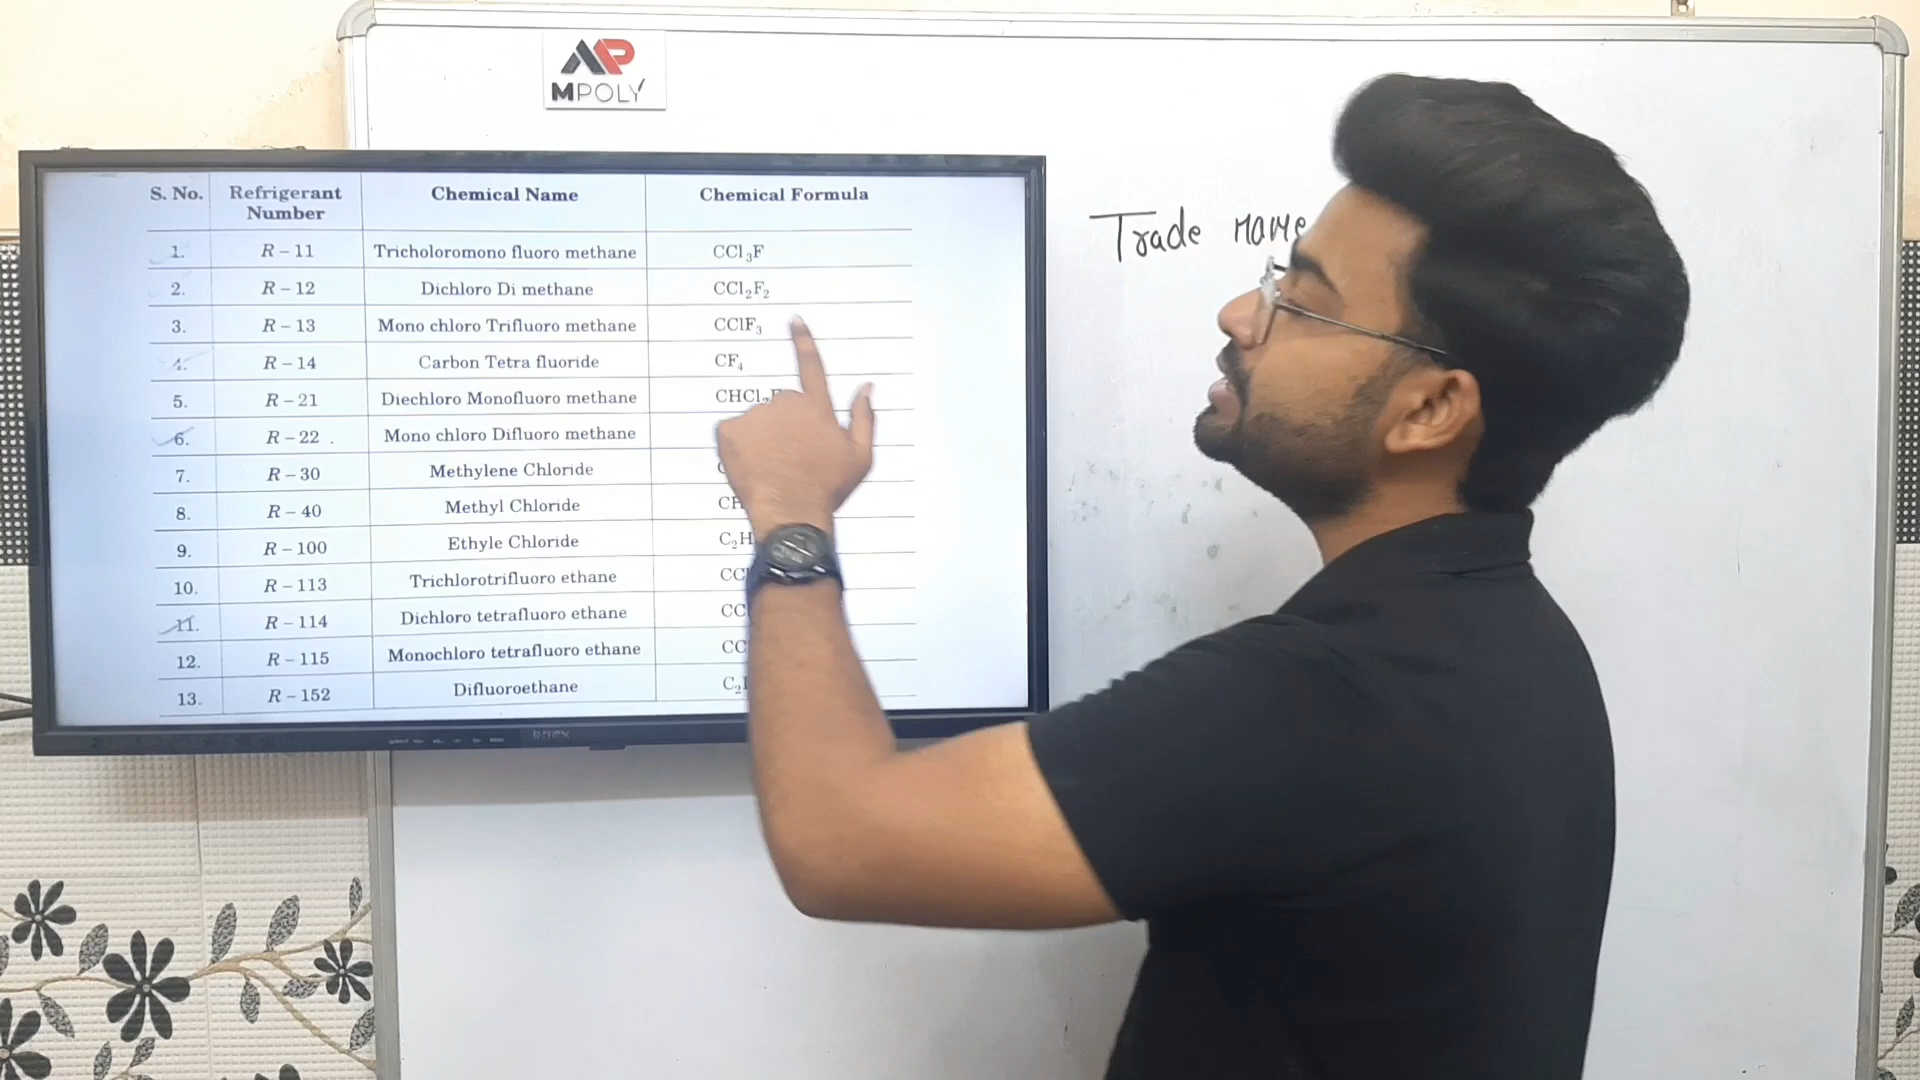 MPOLY
S. No. Refrigerant Number Chemical Name Chemical Formula
1. R – 11 Tricholoromono fluoro methane CCl₃F
2. R – 12 Dichloro Di methane CCl₂F₂
3. R – 13 Mono chloro Trifluoro methane CClF₃
4. R – 14 Carbon Tetra fluoride CF₄
5. R – 21 Diechloro Monofluoro methane CHCl₂F
6. R – 22 . Mono chloro Difluoro methane
7. R – 30 Methylene Chloride
8. R – 40 Methyl Chloride
9. R – 100 Ethyle Chloride
10. R – 113 Trichlorotrifluoro ethane
11. R – 114 Dichloro tetrafluoro ethane
12. R – 115 Monochloro tetrafluoro ethane
13. R – 152 Difluoroethane
INTEX
Trade name